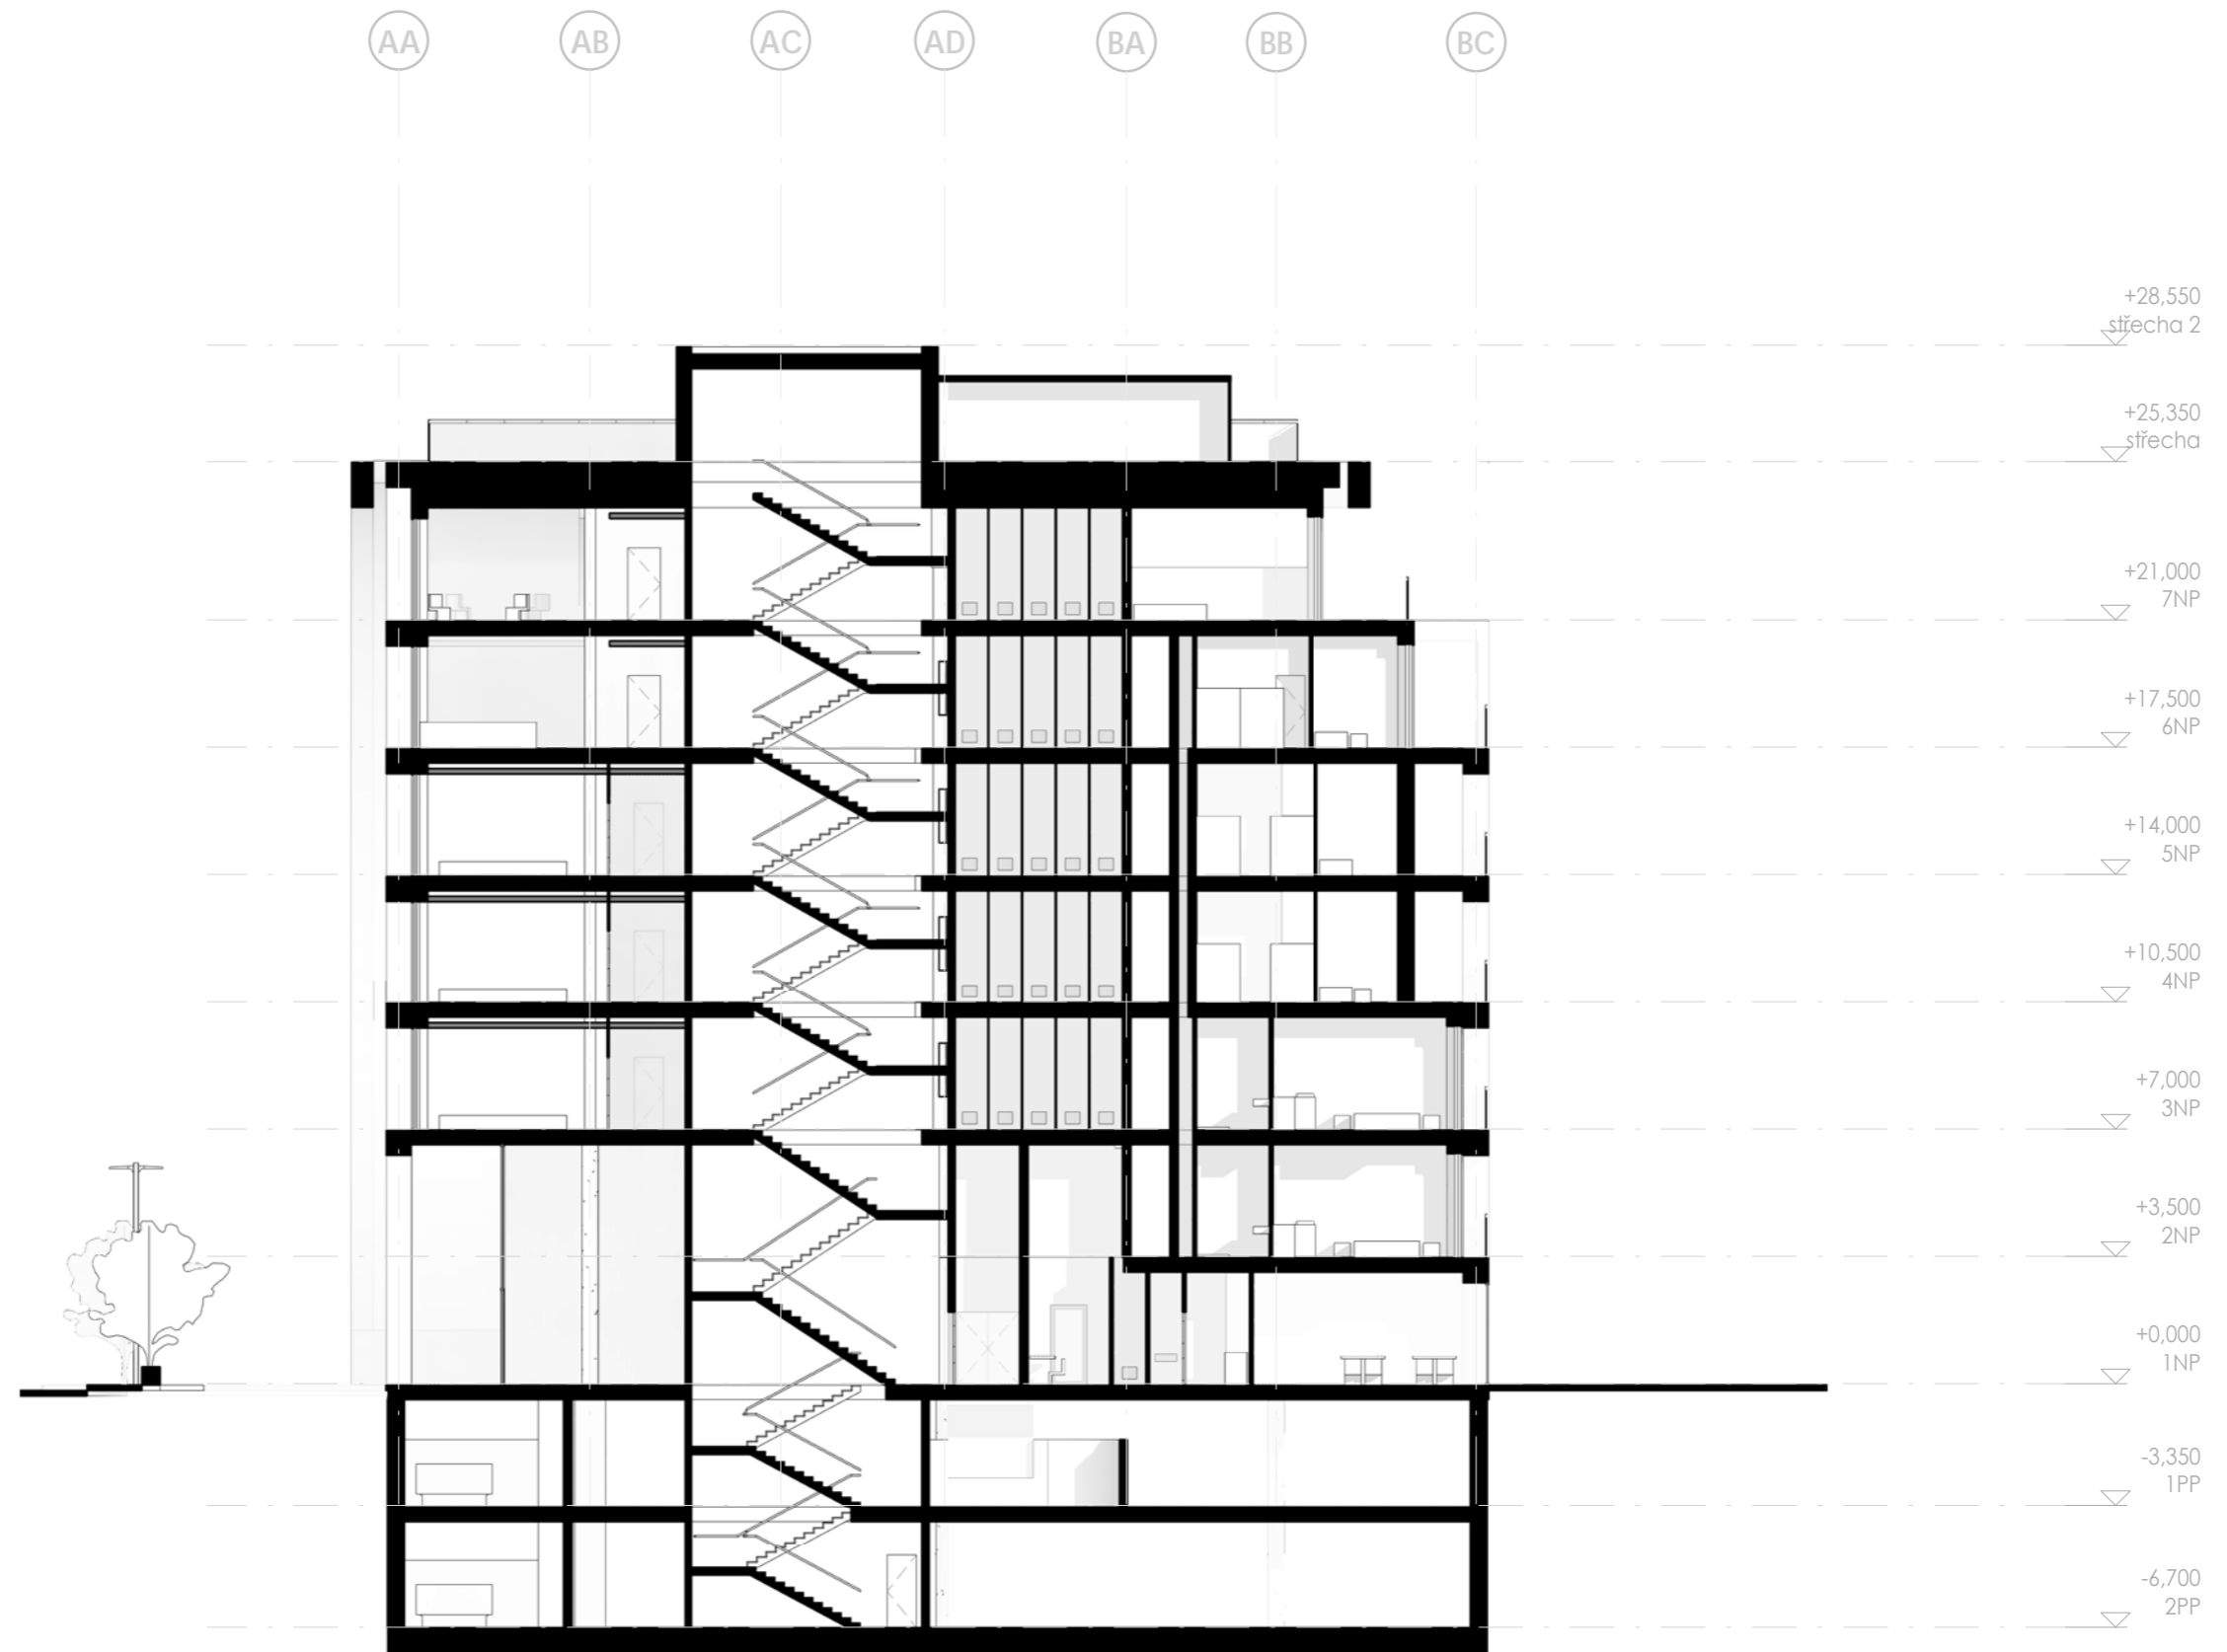 AA AB AC AD BA BB BC
+28,550
střecha 2
+25,350
střecha
+21,000
7NP
+17,500
6NP
+14,000
5NP
+10,500
4NP
+7,000
3NP
+3,500
2NP
+0,000
1NP
-3,350
1PP
-6,700
2PP